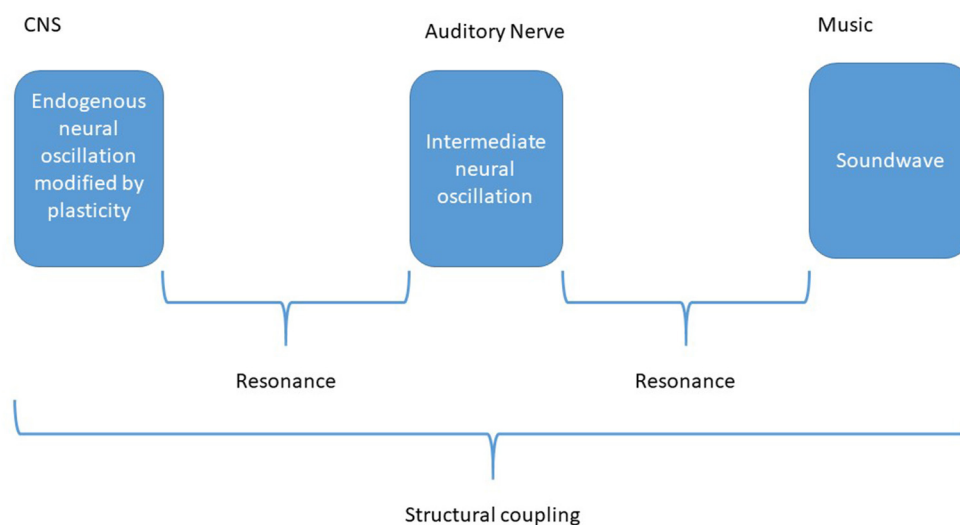 CNS
Auditory Nerve
Music
Endogenous
neural
oscillation
modified by
plasticity
Intermediate
neural
oscillation
Soundwave
Resonance
Resonance
Structural coupling